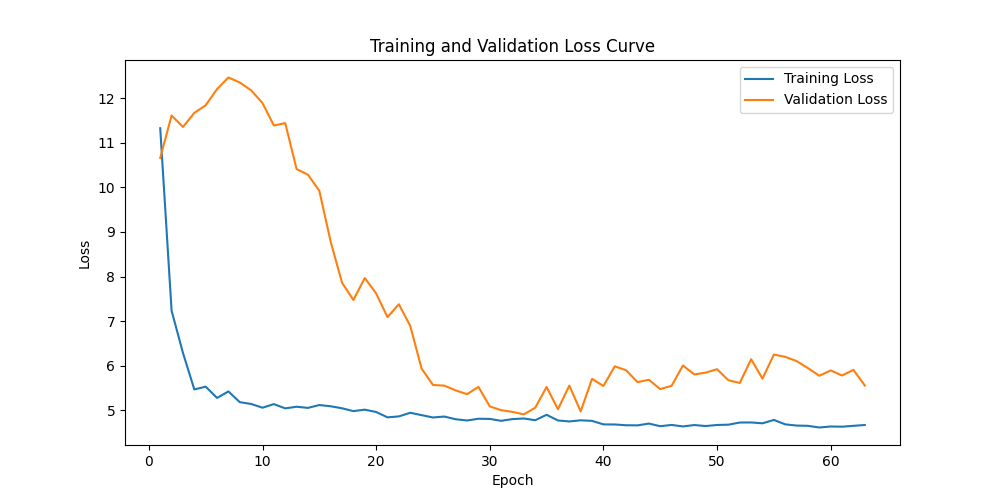 Training and Validation Loss Curve
Training Loss
Validation Loss
12
11
10
9
8
7
6
5
Loss
0 10 20 30 40 50 60
Epoch